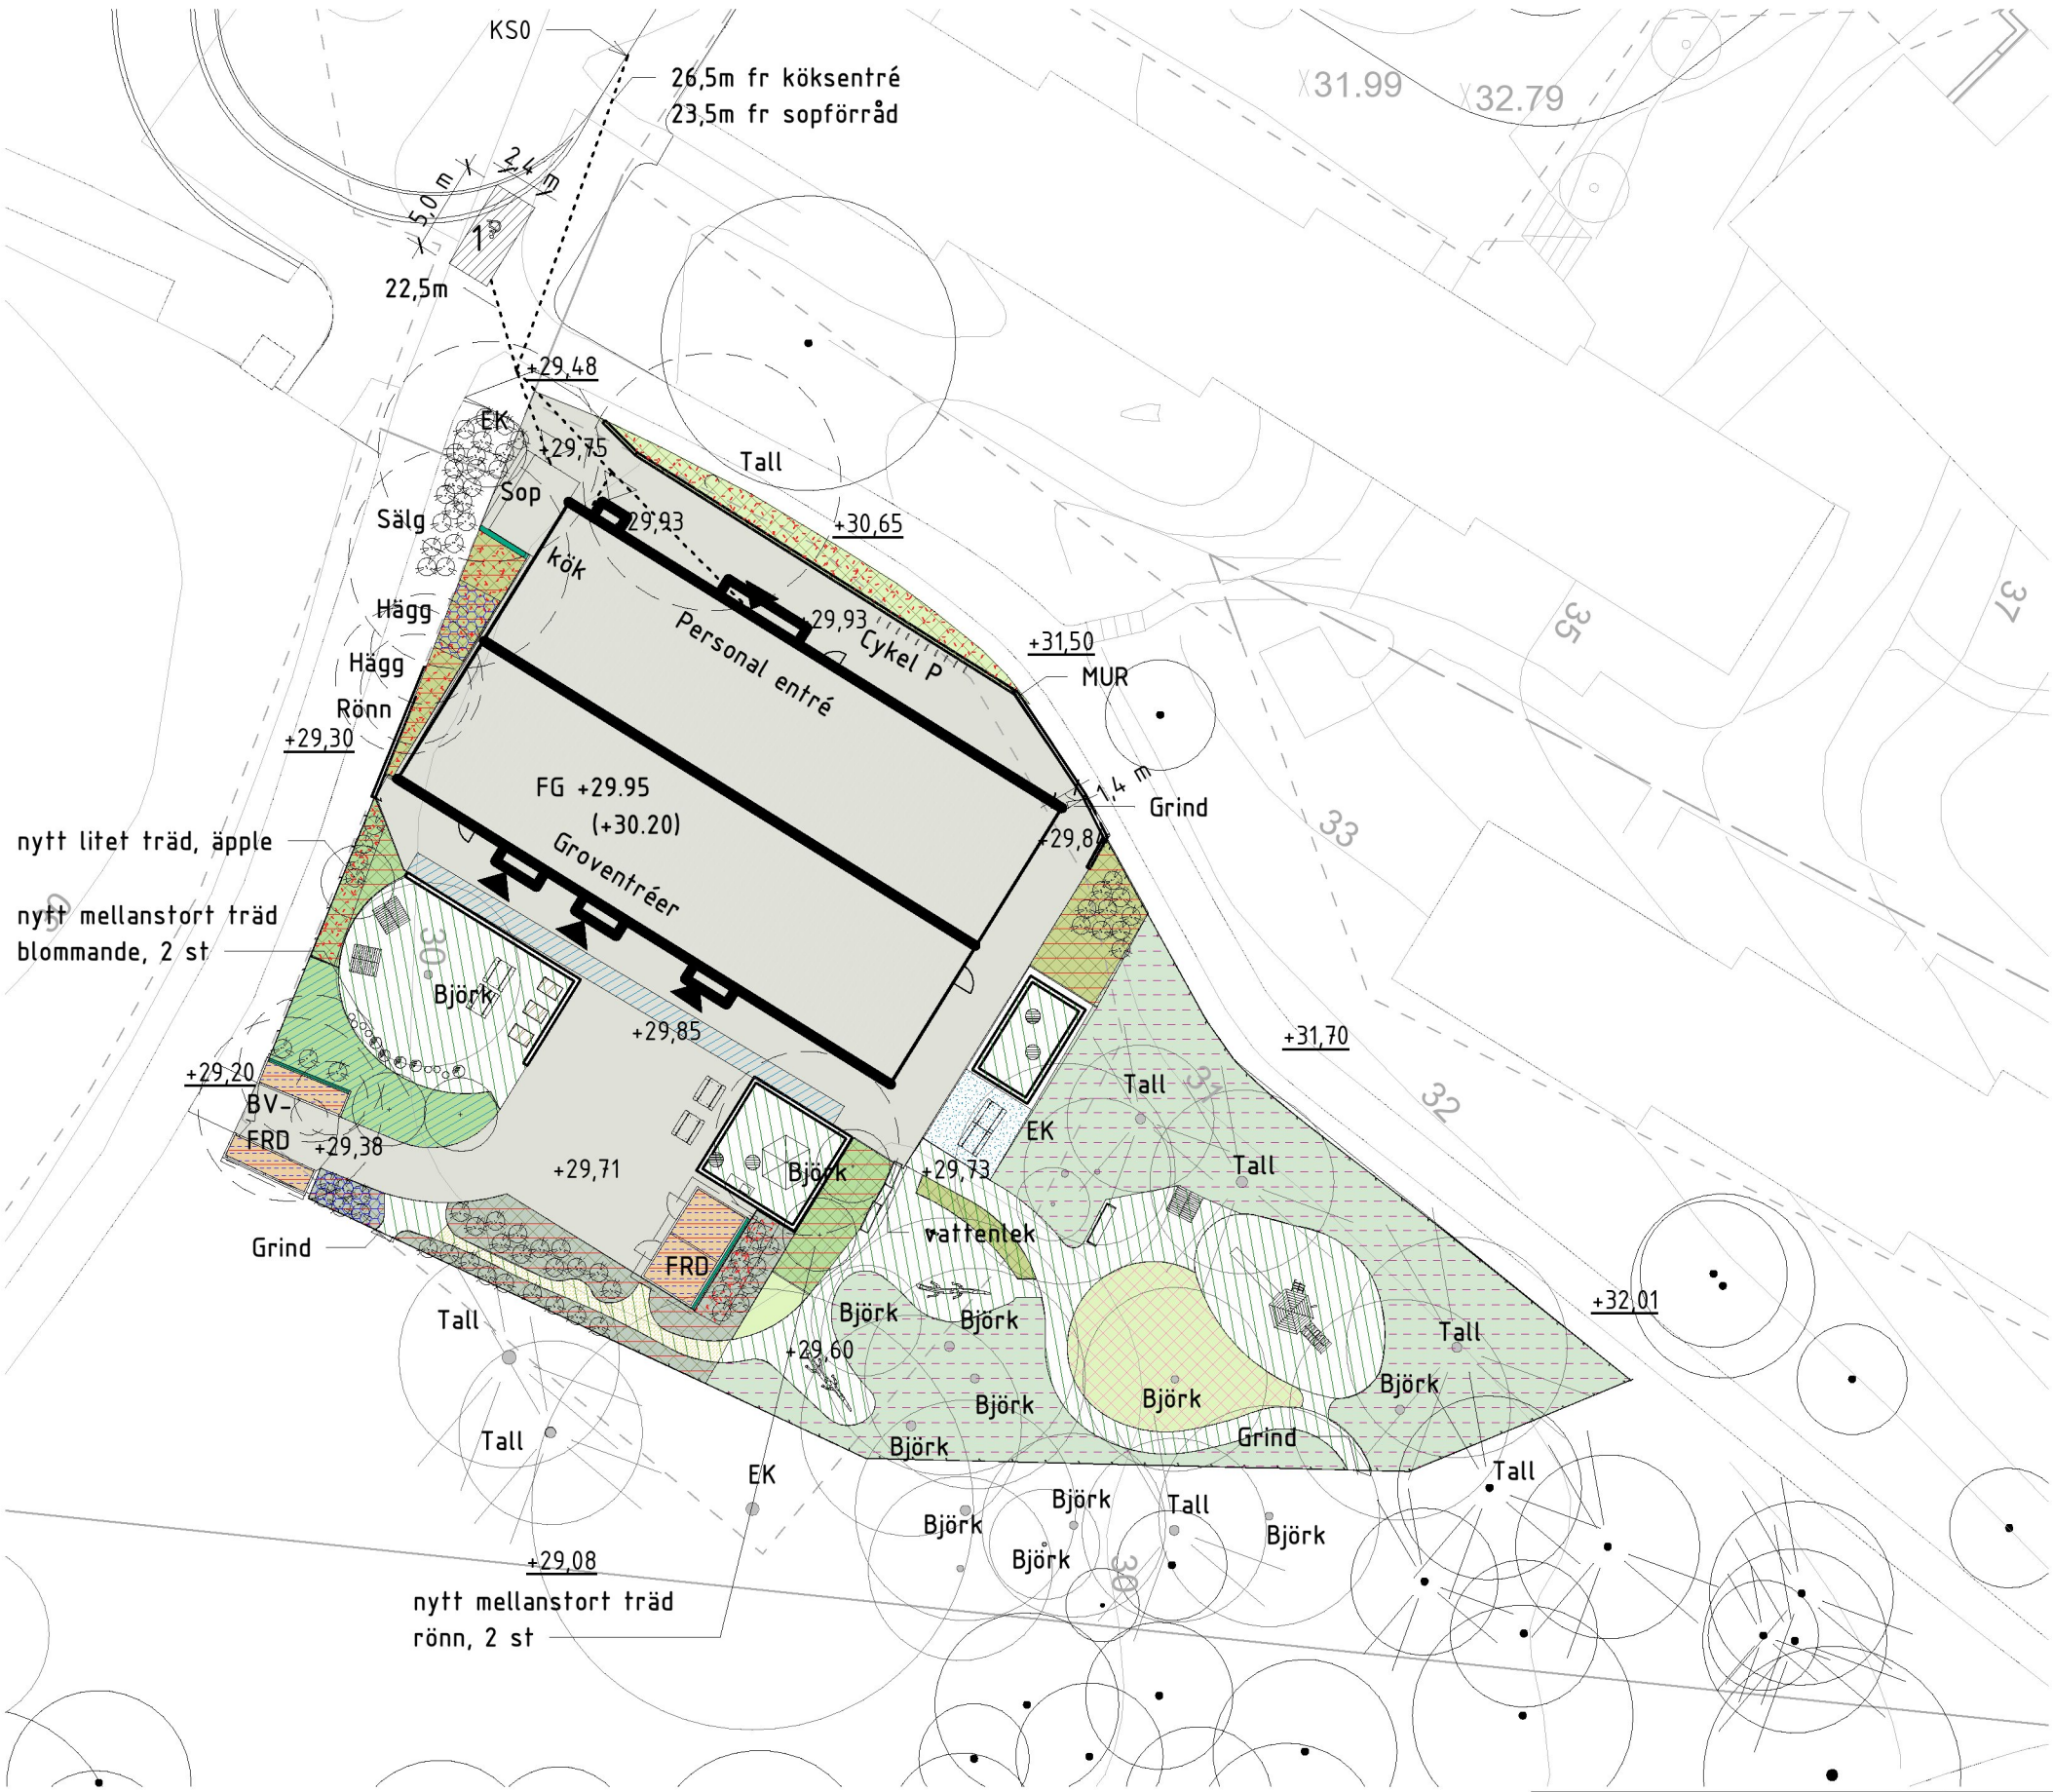 KS0
26,5m fr köksentré
23,5m fr sopförråd
31.99
32.79
2,4 m
5,0 m
1
22,5m
+29,48
EK
+29,75
Tall
Sop
Sälg
29,93
+30,65
kök
Hägg
+29,93
Cykel P
Personal entré
35
37
+31,50
MUR
Hägg
Rönn
+29,30
FG +29.95
(+30.20)
1,4 m
Grind
+29,84
33
nytt litet träd, äpple
Groventréer
nytt mellanstort träd
blommande, 2 st
30
Björk
+29,85
+31,70
+29,20
BV-
FRD
+29,38
Tall
31
32
EK
+29,71
Björk
+29,73
Tall
Grind
vattenlek
FRD
Tall
Björk
Björk
+32,01
Tall
+29,60
Björk
Björk
Björk
Björk
Grind
Tall
EK
Tall
Björk
Tall
Björk
Björk
Björk
+29,08
30
nytt mellanstort träd
rönn, 2 st